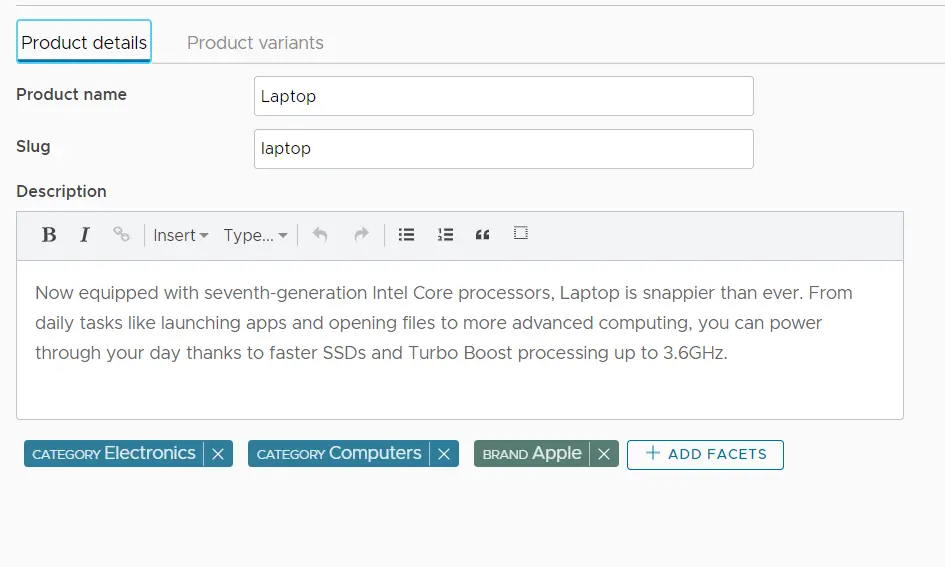 Product details Product variants
Product name Laptop
Slug laptop
Description
B I Insert Type...
Now equipped with seventh-generation Intel Core processors, Laptop is snappier than ever. From
daily tasks like launching apps and opening files to more advanced computing, you can power
through your day thanks to faster SSDs and Turbo Boost processing up to 3.6GHz.
CATEGORY Electronics CATEGORY Computers BRAND Apple ADD FACETS